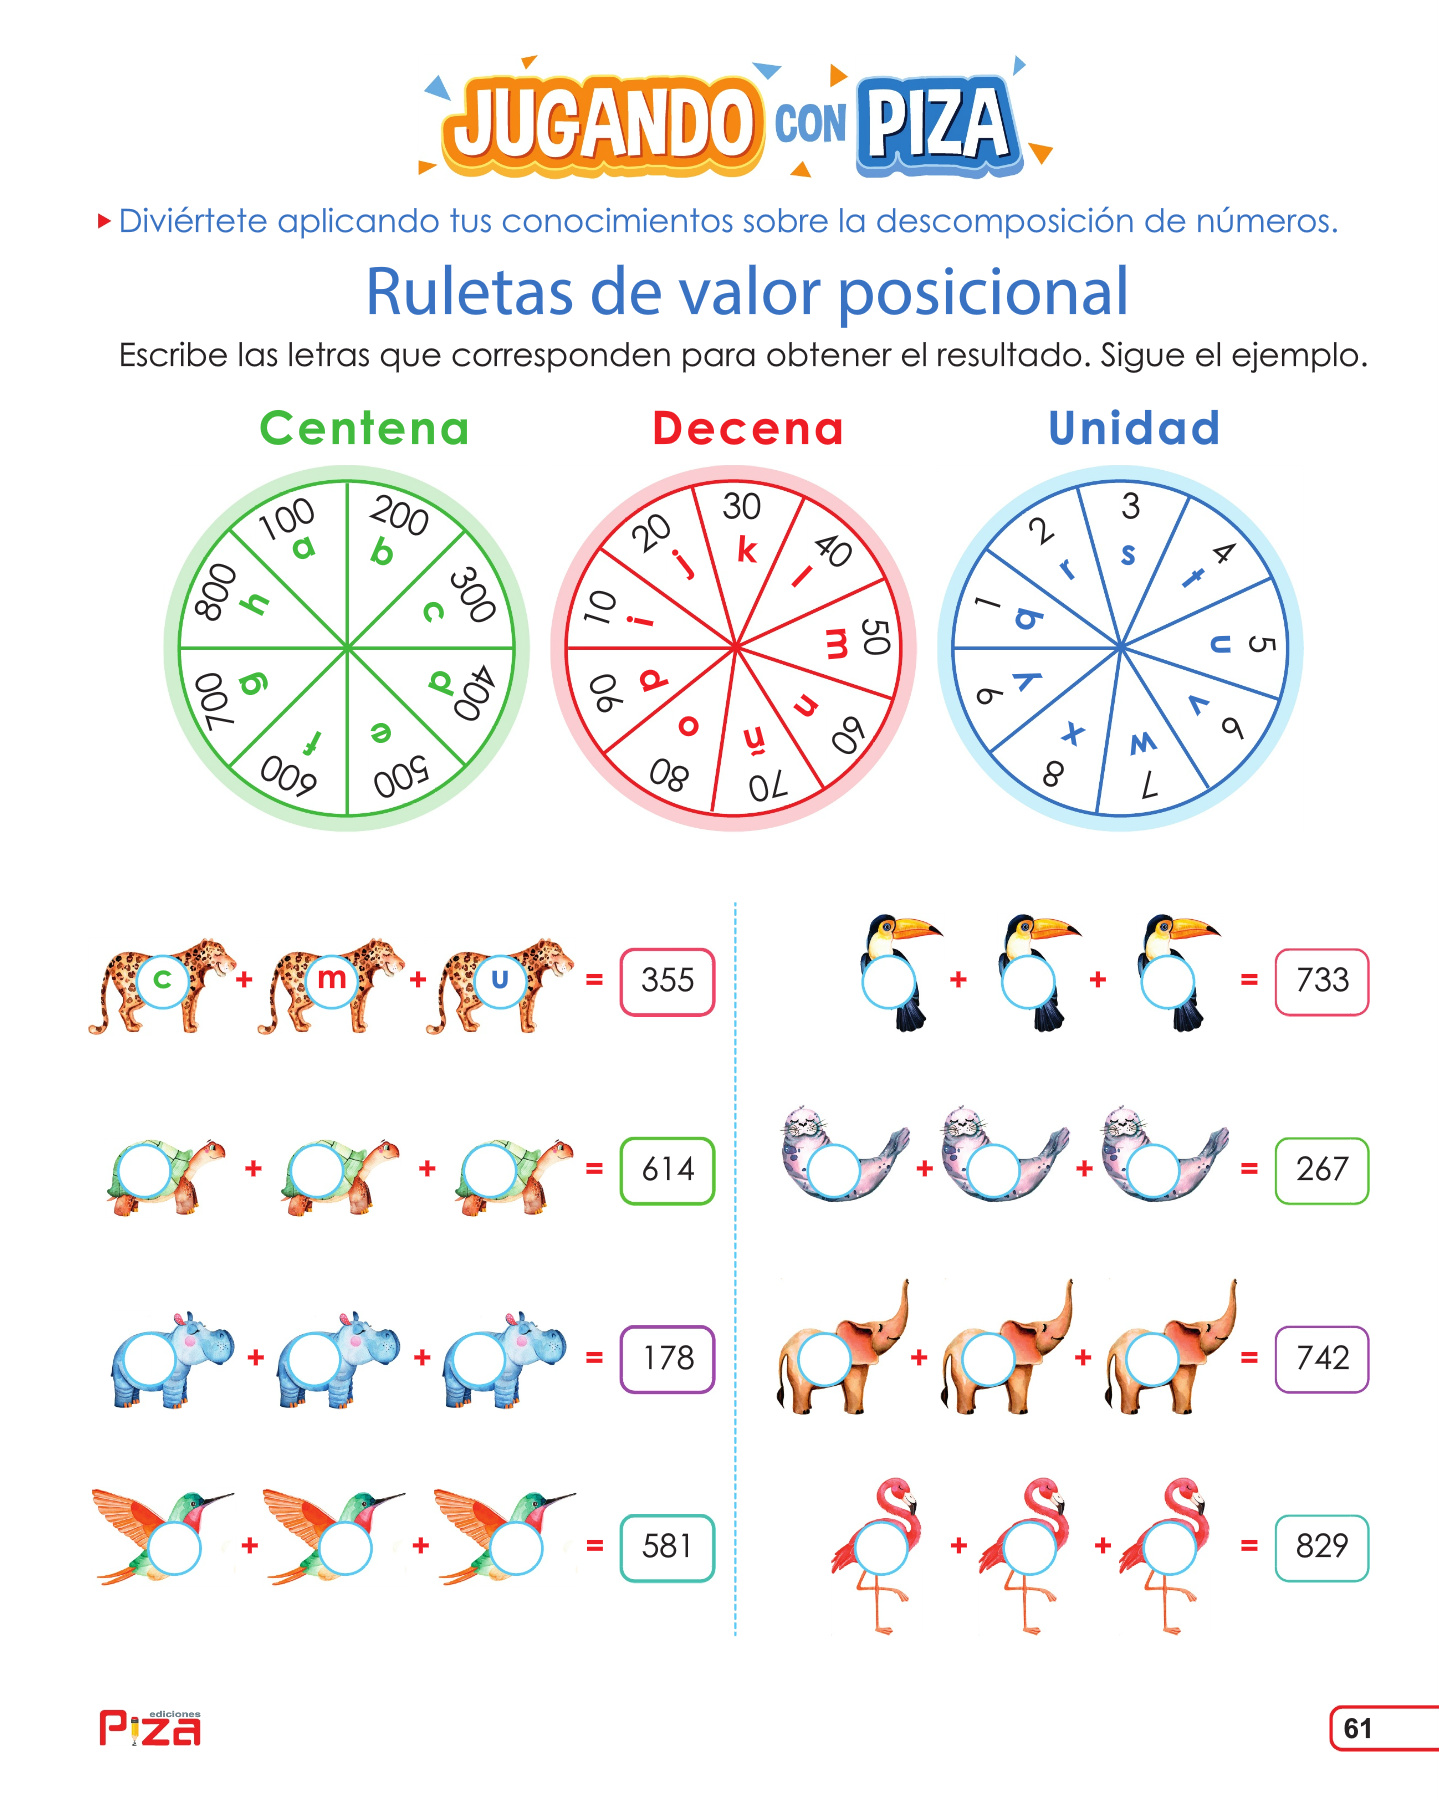 JUGANDO CON PIZA
Diviértete aplicando tus conocimientos sobre la descomposición de números.
Ruletas de valor posicional
Escribe las letras que corresponden para obtener el resultado. Sigue el ejemplo.
Centena Decena Unidad
100 a 200 b 300 c 400 d 500 e 600 f 700 g 800 h
10 i 20 j 30 k 40 l 50 m 60 n 70 ñ 80 o 90 p
1 q 2 r 3 s 4 t 5 u 6 v 7 w 8 x 9 y
c + m + u = 355
+ + = 733
+ + = 614
+ + = 267
+ + = 178
+ + = 742
+ + = 581
+ + = 829
ediciones
Piza
61